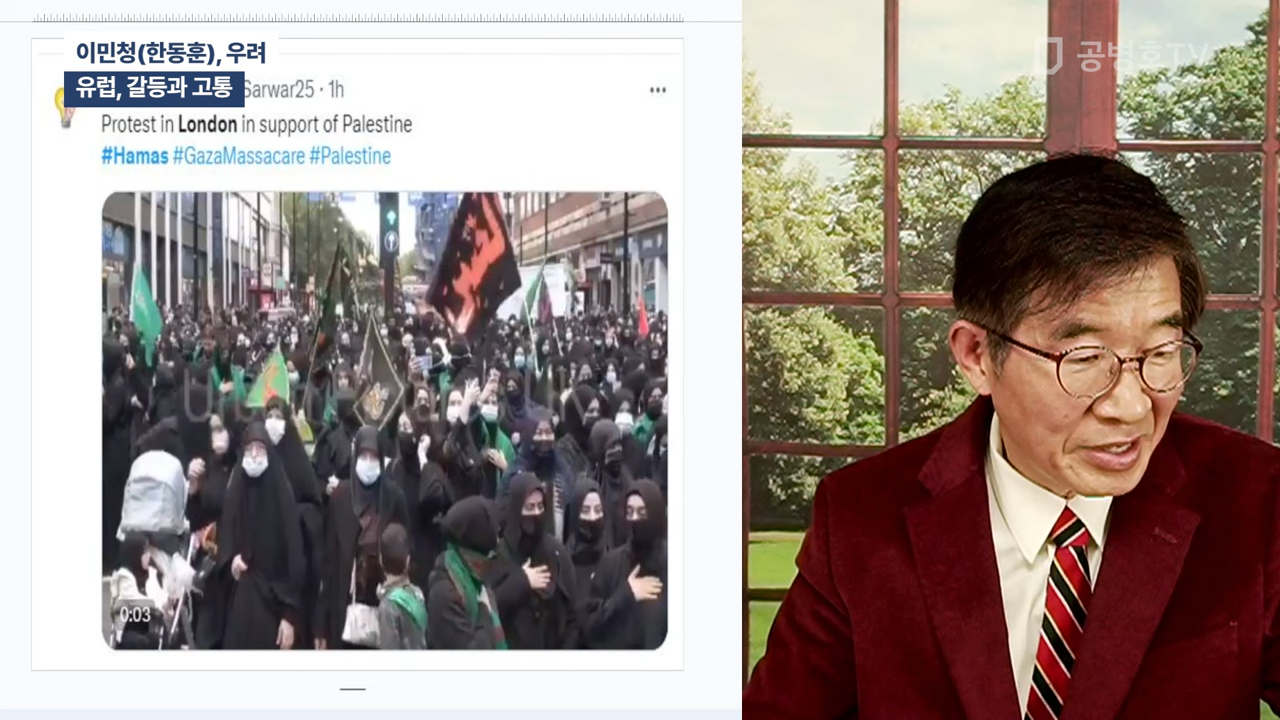 이민청(한동훈), 우려
유럽, 갈등과 고통
Sarwar25 · 1h
Protest in London in support of Palestine
#Hamas #GazaMassacare #Palestine
0:03
공병호TV